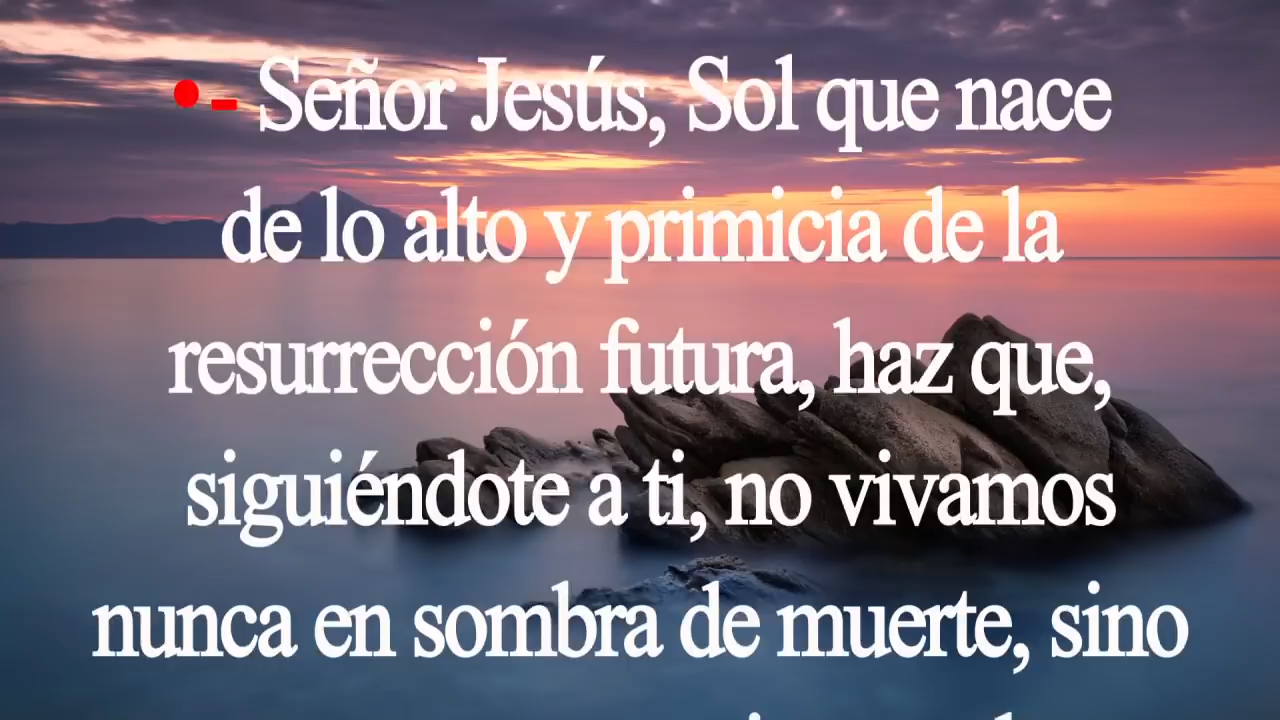 •- Señor Jesús, Sol que nace
de lo alto y primicia de la
resurrección futura, haz que,
siguiéndote a ti, no vivamos
nunca en sombra de muerte, sino